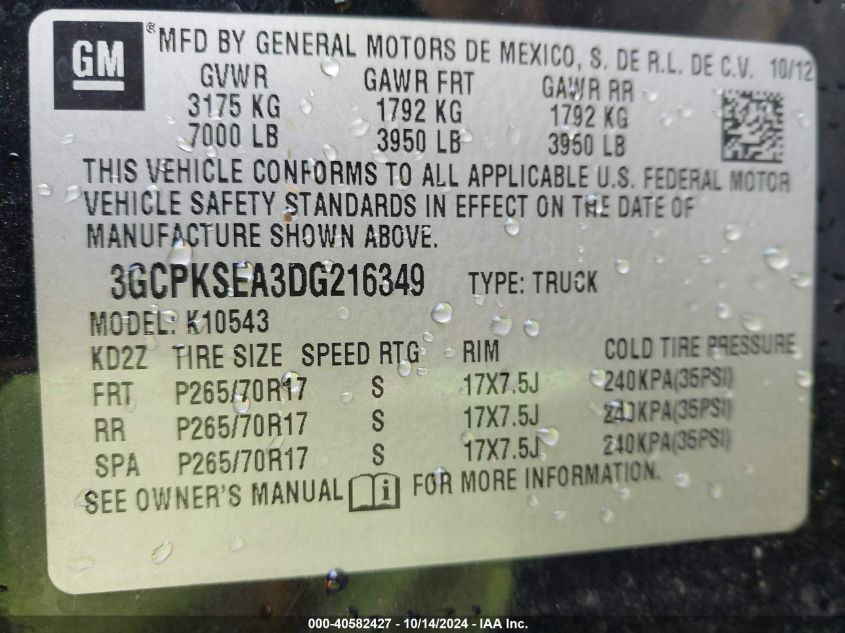 GM ® MFD BY GENERAL MOTORS DE MEXICO, S. DE R.L. DE C.V. 10/12
GVWR GAWR FRT GAWR RR
3175 KG 1792 KG 1792 KG
7000 LB 3950 LB 3950 LB
THIS VEHICLE CONFORMS TO ALL APPLICABLE U.S. FEDERAL MOTOR
VEHICLE SAFETY STANDARDS IN EFFECT ON THE DATE OF
MANUFACTURE SHOWN ABOVE.
3GCPKSEA3DG216349 TYPE: TRUCK
MODEL: K10543
KD2Z TIRE SIZE SPEED RTG RIM COLD TIRE PRESSURE
FRT P265/70R17 S 17X7.5J 240KPA(35PSI)
RR P265/70R17 S 17X7.5J 240KPA(35PSI)
SPA P265/70R17 S 17X7.5J 240KPA(35PSI)
SEE OWNER'S MANUAL i FOR MORE INFORMATION.
000-40582427 - 10/14/2024 - IAA Inc.